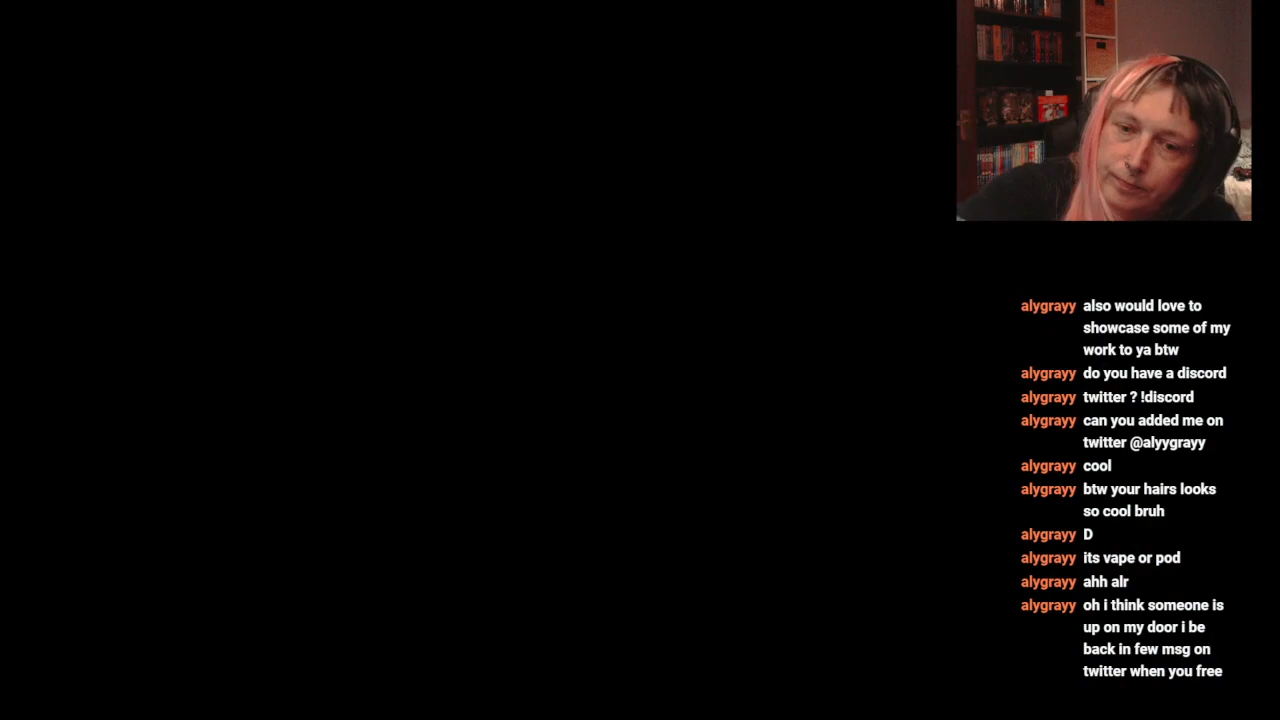 alygrayy also would love to
showcase some of my
work to ya btw
alygrayy do you have a discord
alygrayy twitter ? !discord
alygrayy can you added me on
twitter @alyygrayy
alygrayy cool
alygrayy btw your hairs looks
so cool bruh
alygrayy D
alygrayy its vape or pod
alygrayy ahh alr
alygrayy oh i think someone is
up on my door i be
back in few msg on
twitter when you free